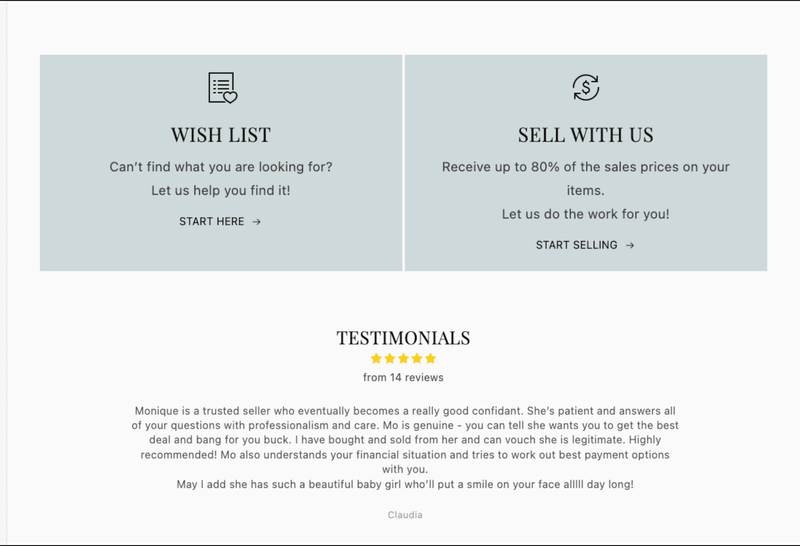 WISH LIST
Can't find what you are looking for?
Let us help you find it!
START HERE →
SELL WITH US
Receive up to 80% of the sales prices on your
items.
Let us do the work for you!
START SELLING →
TESTIMONIALS
from 14 reviews
Monique is a trusted seller who eventually becomes a really good confidant. She's patient and answers all
of your questions with professionalism and care. Mo is genuine - you can tell she wants you to get the best
deal and bang for you buck. I have bought and sold from her and can vouch she is legitimate. Highly
recommended! Mo also understands your financial situation and tries to work out best payment options
with you.
May I add she has such a beautiful baby girl who'll put a smile on your face alllll day long!
Claudia